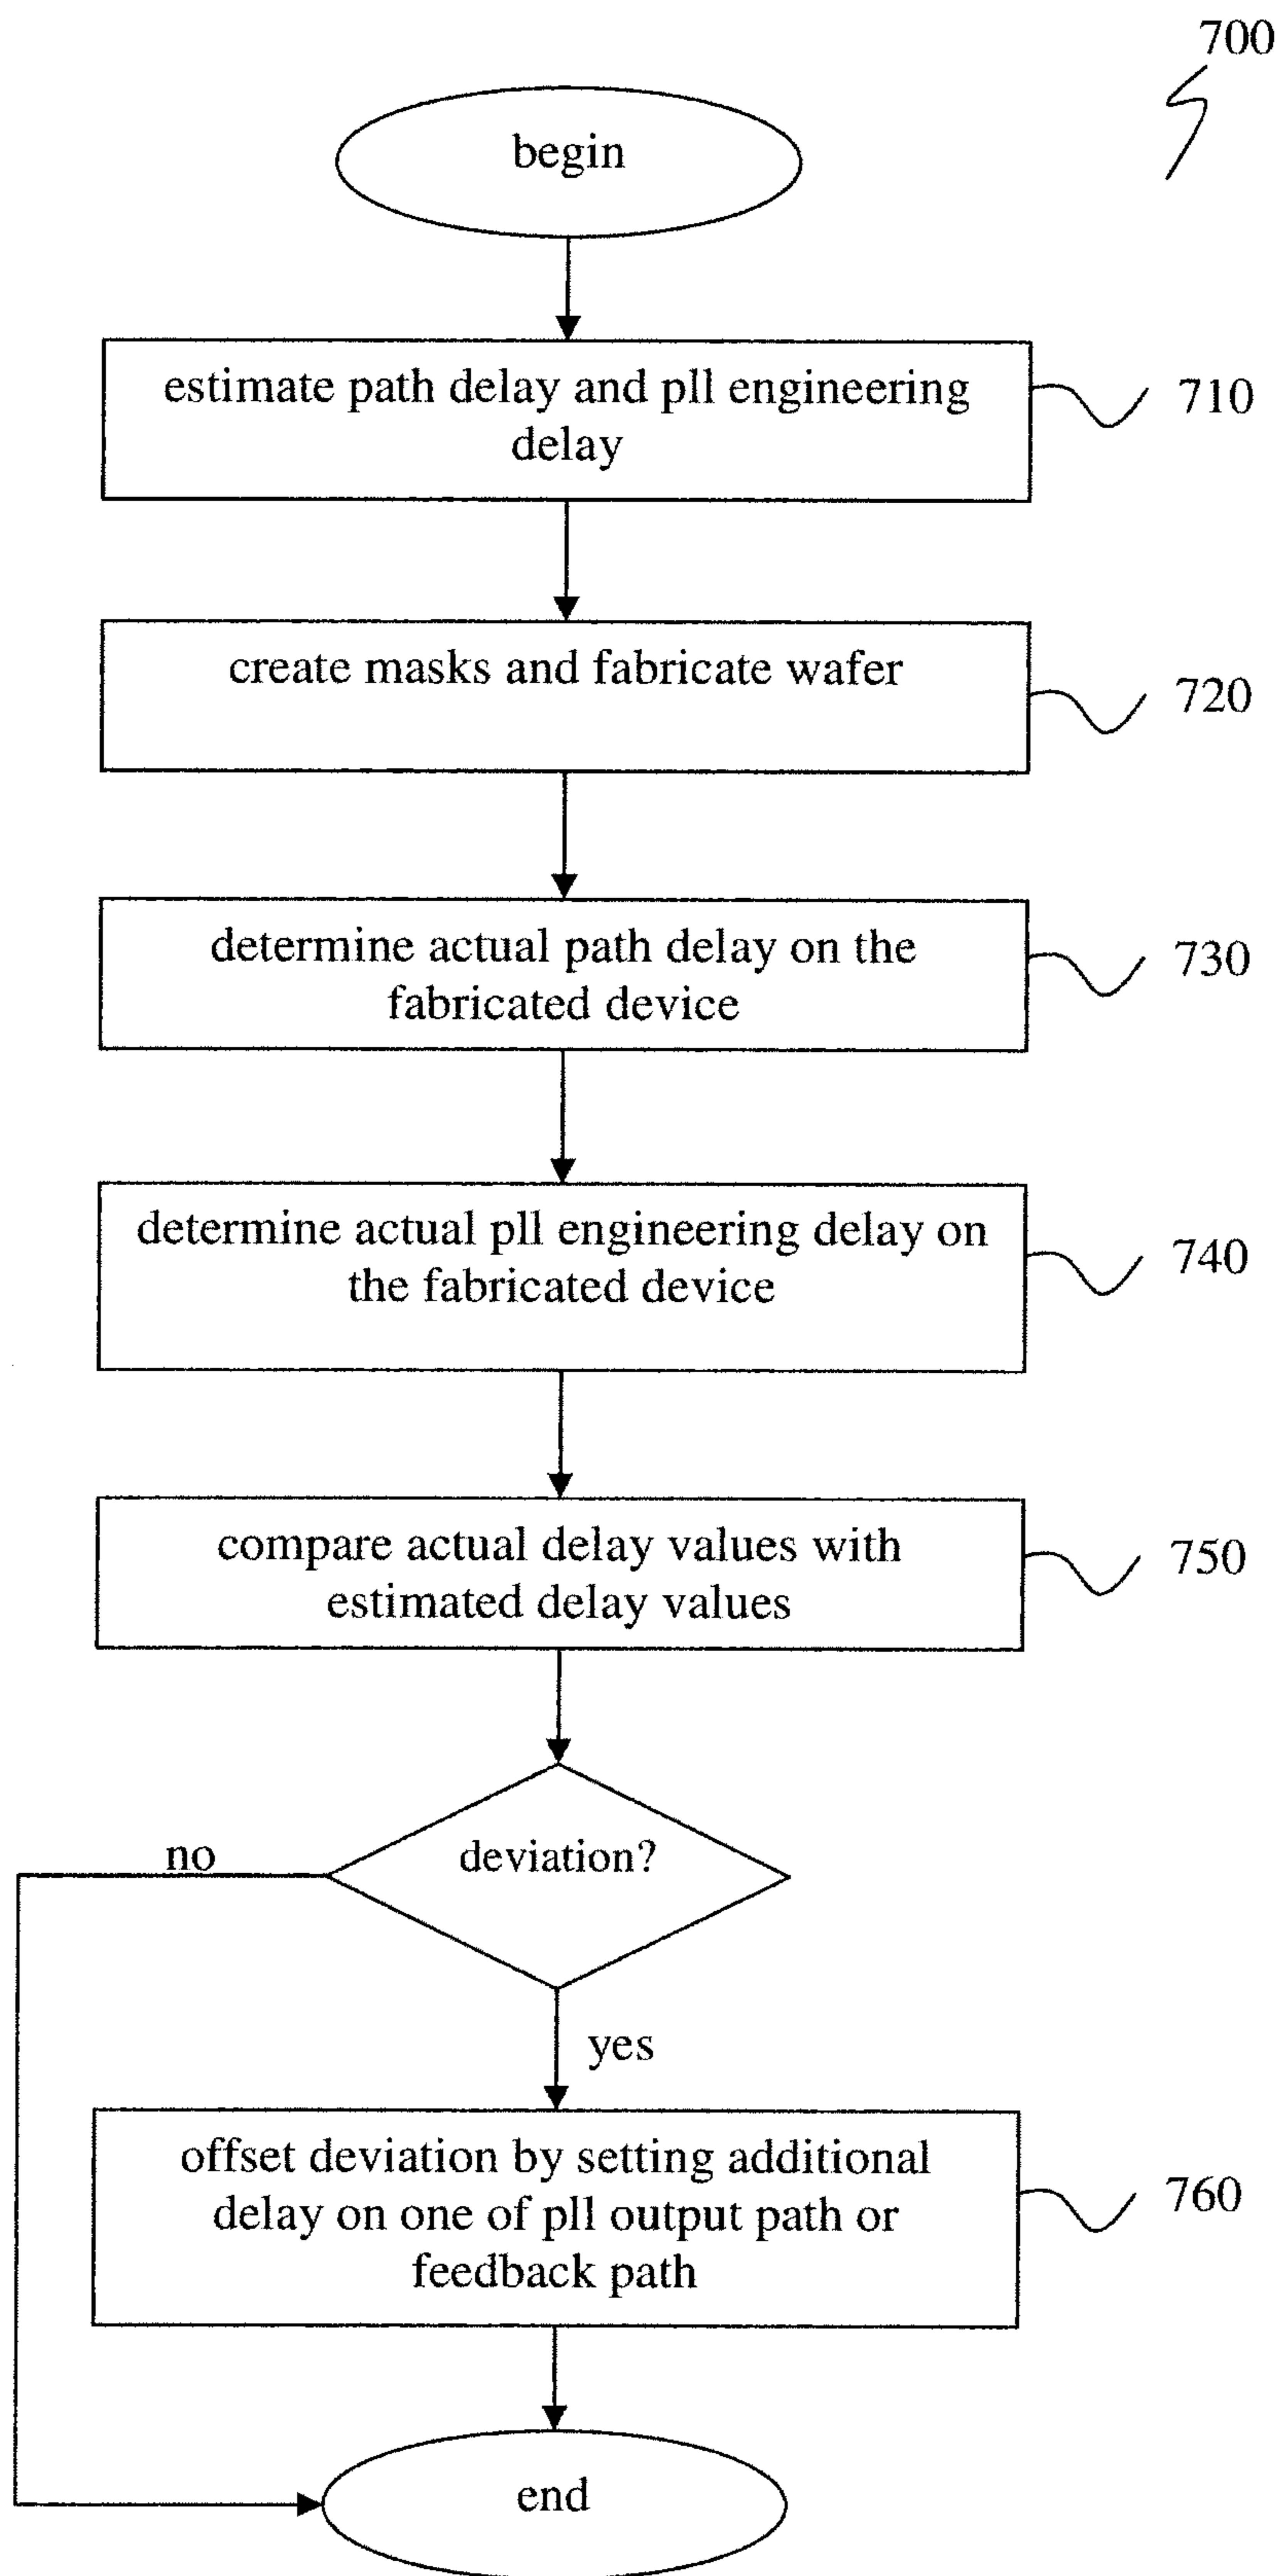 700
begin
estimate path delay and pll engineering
delay
710
create masks and fabricate wafer
720
determine actual path delay on the
fabricated device
730
determine actual pll engineering delay on
the fabricated device
740
compare actual delay values with
estimated delay values
750
deviation?
no
yes
offset deviation by setting additional
delay on one of pll output path or
feedback path
760
end